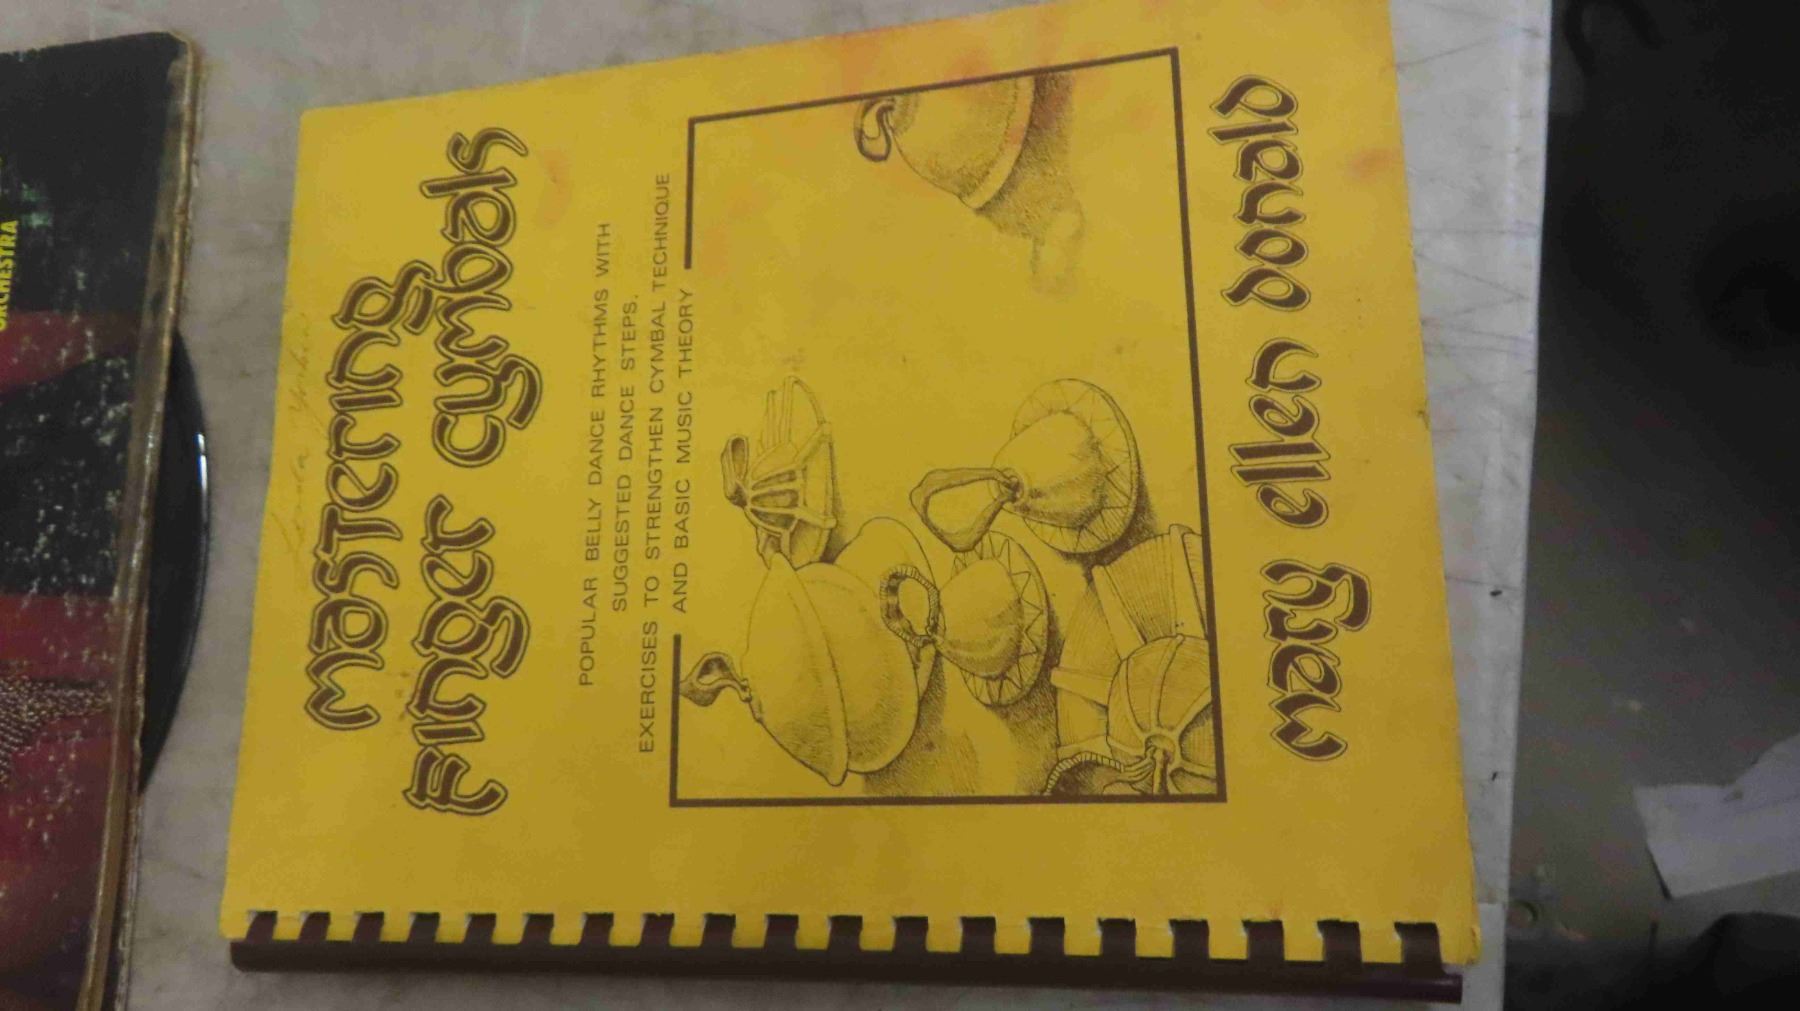 ORCHESTRA
mastering
finger cymbals
POPULAR BELLY DANCE RHYTHMS WITH
SUGGESTED DANCE STEPS.
EXERCISES TO STRENGTHEN CYMBAL TECHNIQUE
AND BASIC MUSIC THEORY
mary ellen donald